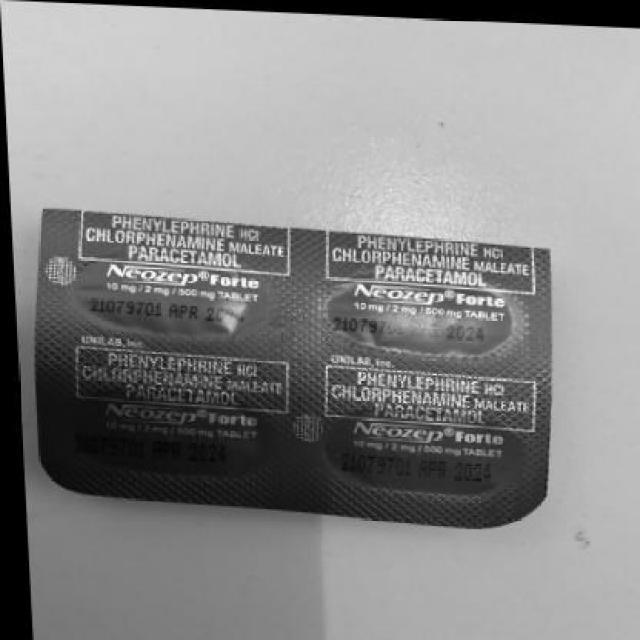 PHENYLEPHRINE HCl
CHLORPHENAMINE MALEATE
PARACETAMOL
Neozep® Forte
10 mg / 2 mg / 500 mg TABLET
21079701 APR
UNILAB, Inc.
PHENYLEPHRINE HCl
CHLORPHENAMINE MALEATE
PARACETAMOL
Neozep® Forte
10 mg / 2 mg / 500 mg TABLET
APR 2024
PHENYLEPHRINE HCl
CHLORPHENAMINE MALEATE
PARACETAMOL
Neozep® Forte
10 mg / 2 mg / 500 mg TABLET
2024
UNILAB, Inc.
PHENYLEPHRINE HCl
CHLORPHENAMINE MALEATE
PARACETAMOL
Neozep® Forte
10 mg / 2 mg / 500 mg TABLET
21079701 APR 2024